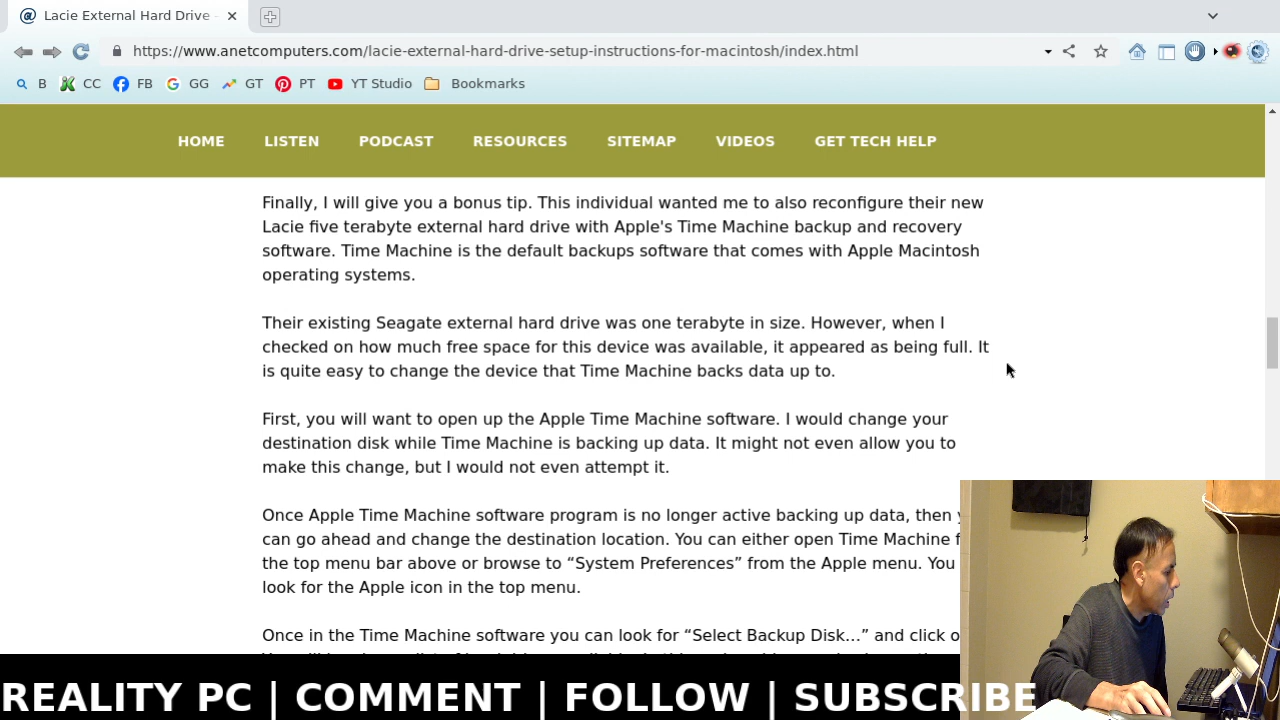 Lacie External Hard Drive -
https://www.anetcomputers.com/lacie-external-hard-drive-setup-instructions-for-macintosh/index.html
B CC FB GG GT PT YT Studio Bookmarks
HOME LISTEN PODCAST RESOURCES SITEMAP VIDEOS GET TECH HELP
Finally, I will give you a bonus tip. This individual wanted me to also reconfigure their new
Lacie five terabyte external hard drive with Apple's Time Machine backup and recovery
software. Time Machine is the default backups software that comes with Apple Macintosh
operating systems.
Their existing Seagate external hard drive was one terabyte in size. However, when I
checked on how much free space for this device was available, it appeared as being full. It
is quite easy to change the device that Time Machine backs data up to.
First, you will want to open up the Apple Time Machine software. I would change your
destination disk while Time Machine is backing up data. It might not even allow you to
make this change, but I would not even attempt it.
Once Apple Time Machine software program is no longer active backing up data, then
can go ahead and change the destination location. You can either open Time Machine
the top menu bar above or browse to “System Preferences” from the Apple menu. You
look for the Apple icon in the top menu.
Once in the Time Machine software you can look for “Select Backup Disk…” and click
REALITY PC | COMMENT | FOLLOW | SUBSCRIBE